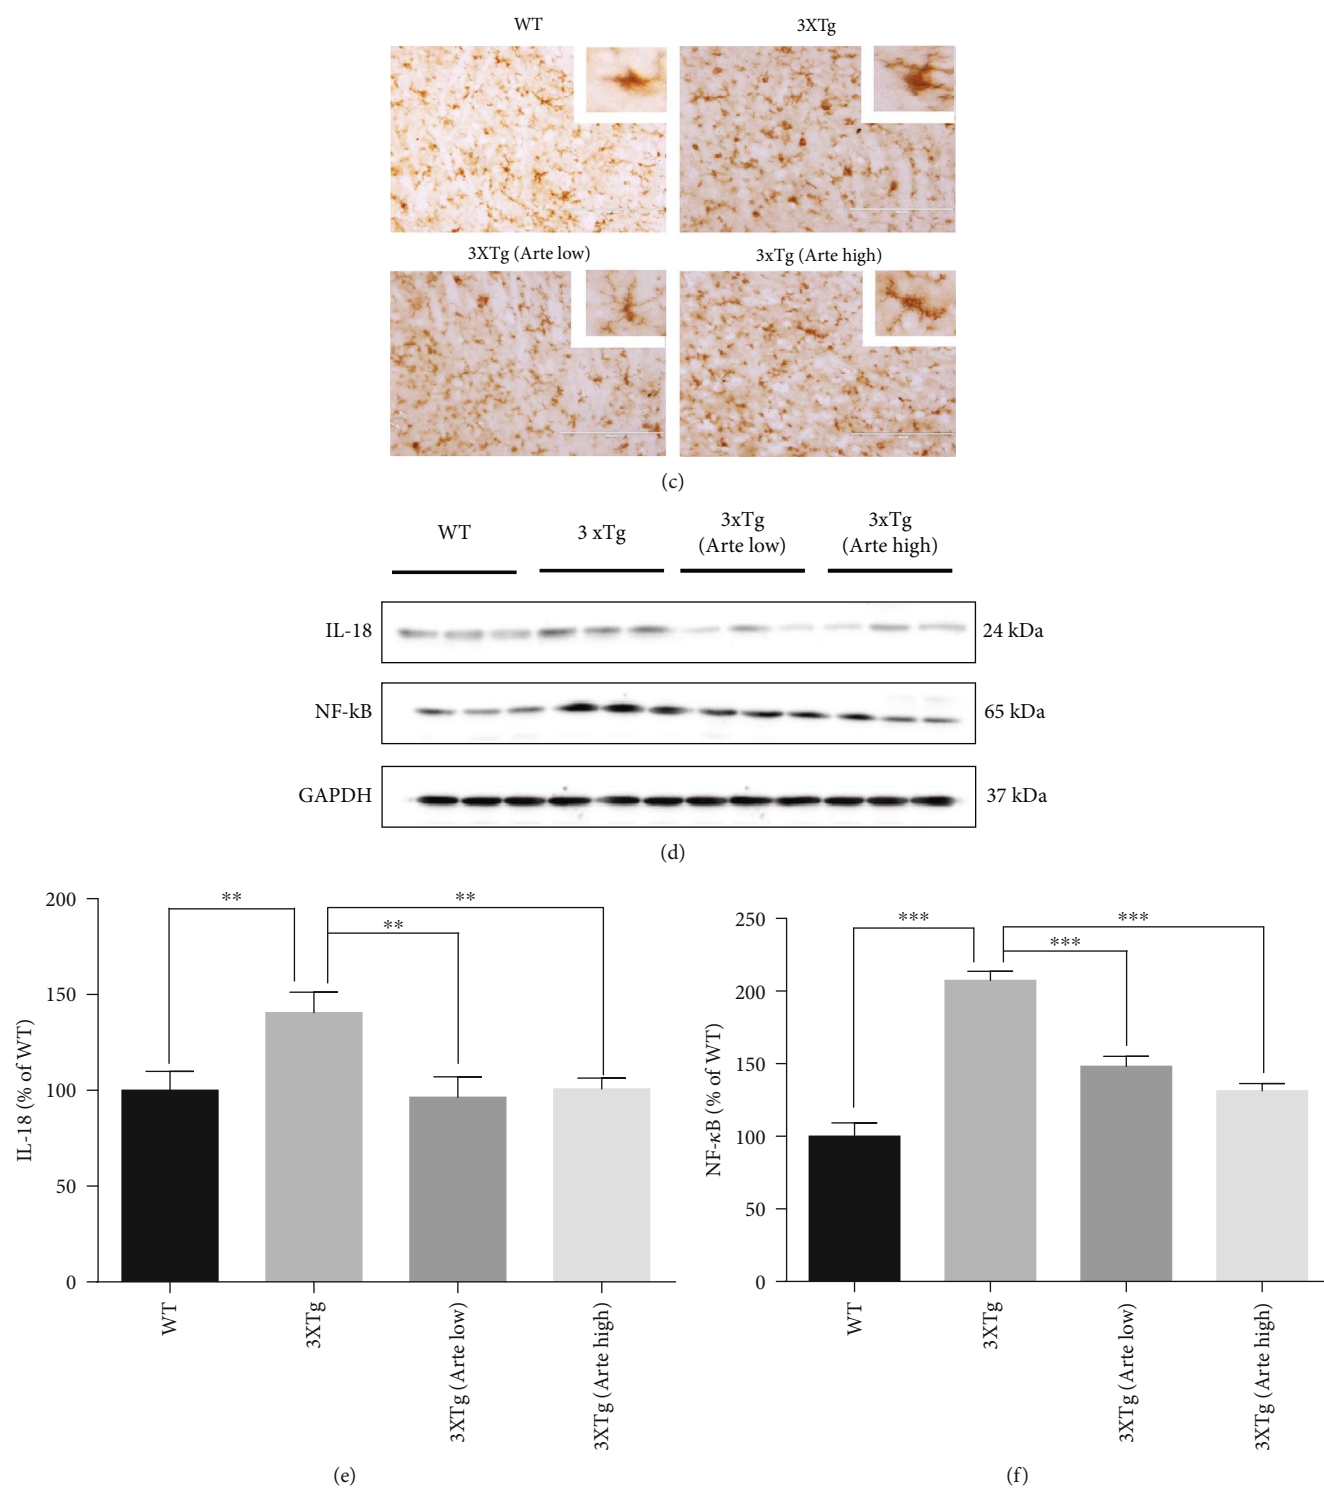 WT
3XTg
3XTg (Arte low)
3xTg (Arte high)
(c)
WT
3 xTg
3xTg
(Arte low)
3xTg
(Arte high)
IL-18
24 kDa
NF-kB
65 kDa
GAPDH
37 kDa
(d)
200
150
100
50
0
IL-18 (% of WT)
**
**
**
WT
3XTg
3XTg (Arte low)
3XTg (Arte high)
(e)
250
200
150
100
50
0
NF-κB (% of WT)
***
***
***
WT
3XTg
3XTg (Arte low)
3XTg (Arte high)
(f)